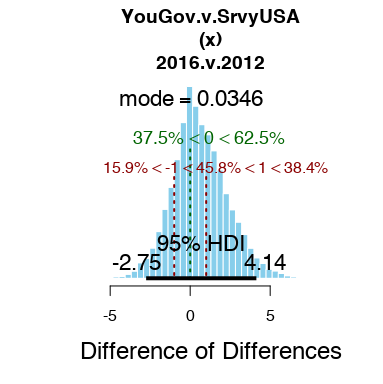 YouGov.v.SrvyUSA
(x)
2016.v.2012
mode = 0.0346
37.5% < 0 < 62.5%
15.9% < -1 < 45.8% < 1 < 38.4%
95% HDI
-2.75 4.14
-5 0 5
Difference of Differences